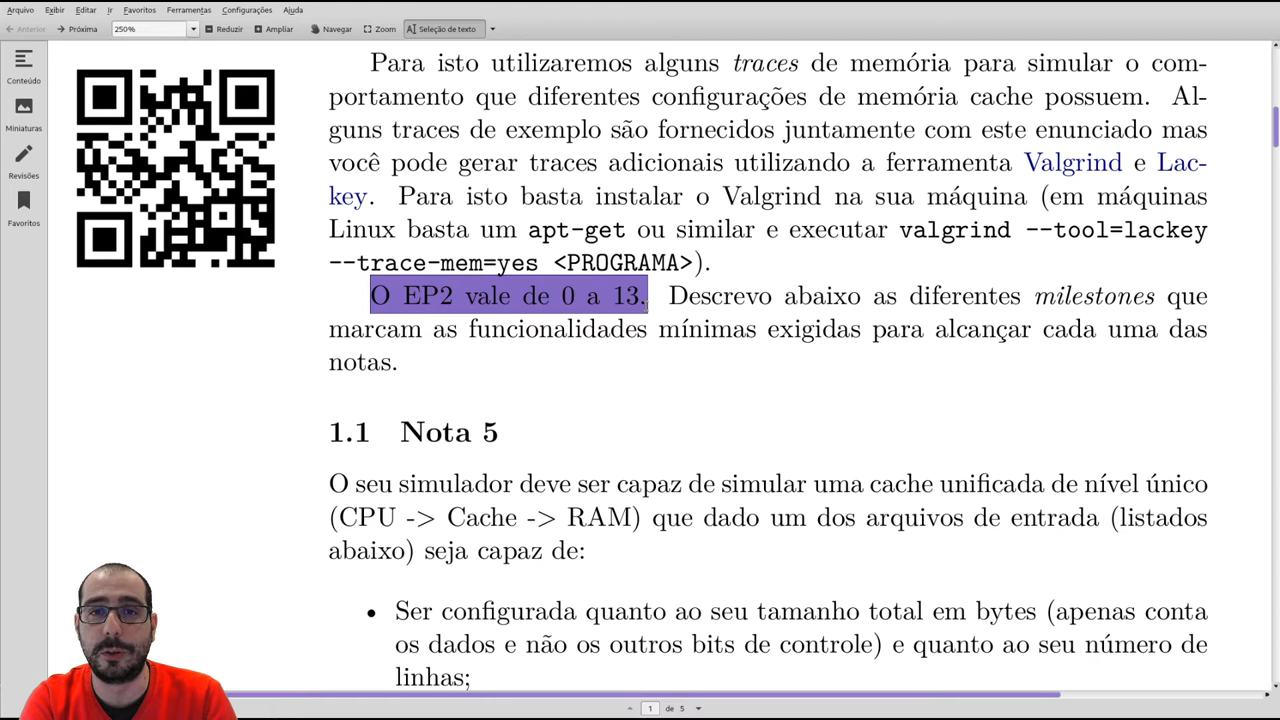 Arquivo Exibir Editar Ir Favoritos Ferramentas Configurações Ajuda
Anterior Próxima 250% Reduzir Ampliar Navegar Zoom Seleção de texto
Conteúdo
Miniaturas
Revisões
Favoritos
Para isto utilizaremos alguns traces de memória para simular o com-
portamento que diferentes configurações de memória cache possuem. Al-
guns traces de exemplo são fornecidos juntamente com este enunciado mas
você pode gerar traces adicionais utilizando a ferramenta Valgrind e Lac-
key. Para isto basta instalar o Valgrind na sua máquina (em máquinas
Linux basta um apt-get ou similar e executar valgrind --tool=lackey
--trace-mem=yes <PROGRAMA>).
O EP2 vale de 0 a 13. Descrevo abaixo as diferentes milestones que
marcam as funcionalidades mínimas exigidas para alcançar cada uma das
notas.
1.1 Nota 5
O seu simulador deve ser capaz de simular uma cache unificada de nível único
(CPU -> Cache -> RAM) que dado um dos arquivos de entrada (listados
abaixo) seja capaz de:
• Ser configurada quanto ao seu tamanho total em bytes (apenas conta
os dados e não os outros bits de controle) e quanto ao seu número de
linhas;
1 de 5